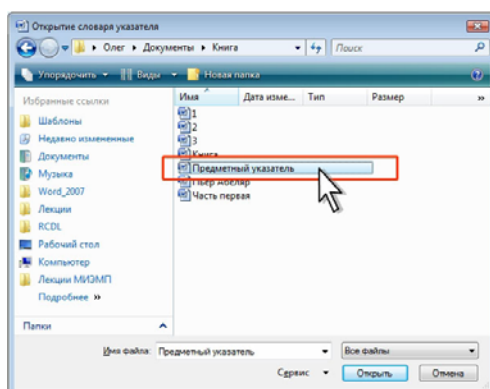 Открытие словаря указателя
Олег ▸ Документы ▸ Книга
Поиск
Упорядочить Виды Новая папка
Избранные ссылки
Имя Дата изме... Тип Размер »
Шаблоны
Недавно измененные
Документы
Музыка
Word_2007
Лекции
RCDL
Рабочий стол
Компьютер
Лекции МИЭМП
Подробнее »
1
2
3
Книга
Предметный указатель
Пьер Абеляр
Часть первая
Папки
Имя файла: Предметный указатель Все файлы
Сервис Открыть Отмена